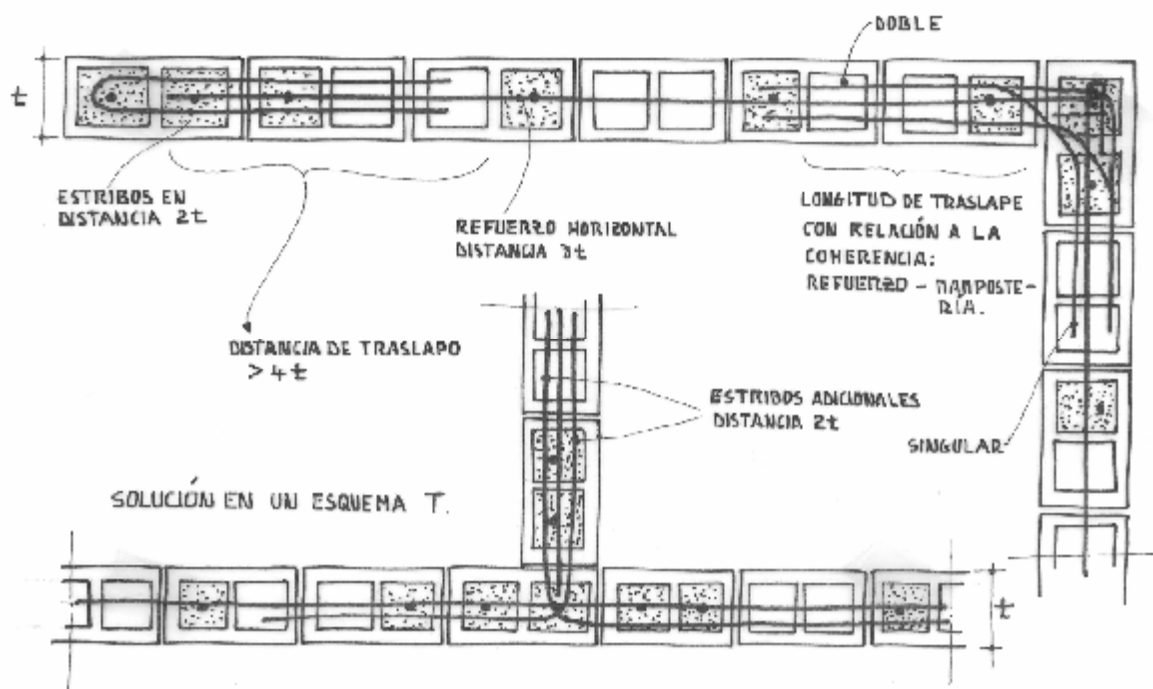 DOBLE
t
ESTRIBOS EN
DISTANCIA 2t
REFUERZO HORIZONTAL
DISTANCIA 3t
LONGITUD DE TRASLAPE
CON RELACIÓN A LA
COHERENCIA:
REFUERZO - MAMPOSTE-
RÍA.
DISTANCIA DE TRASLAPO
> 4t
ESTRIBOS ADICIONALES
DISTANCIA 2t
SINGULAR
SOLUCIÓN EN UN ESQUEMA T.
t